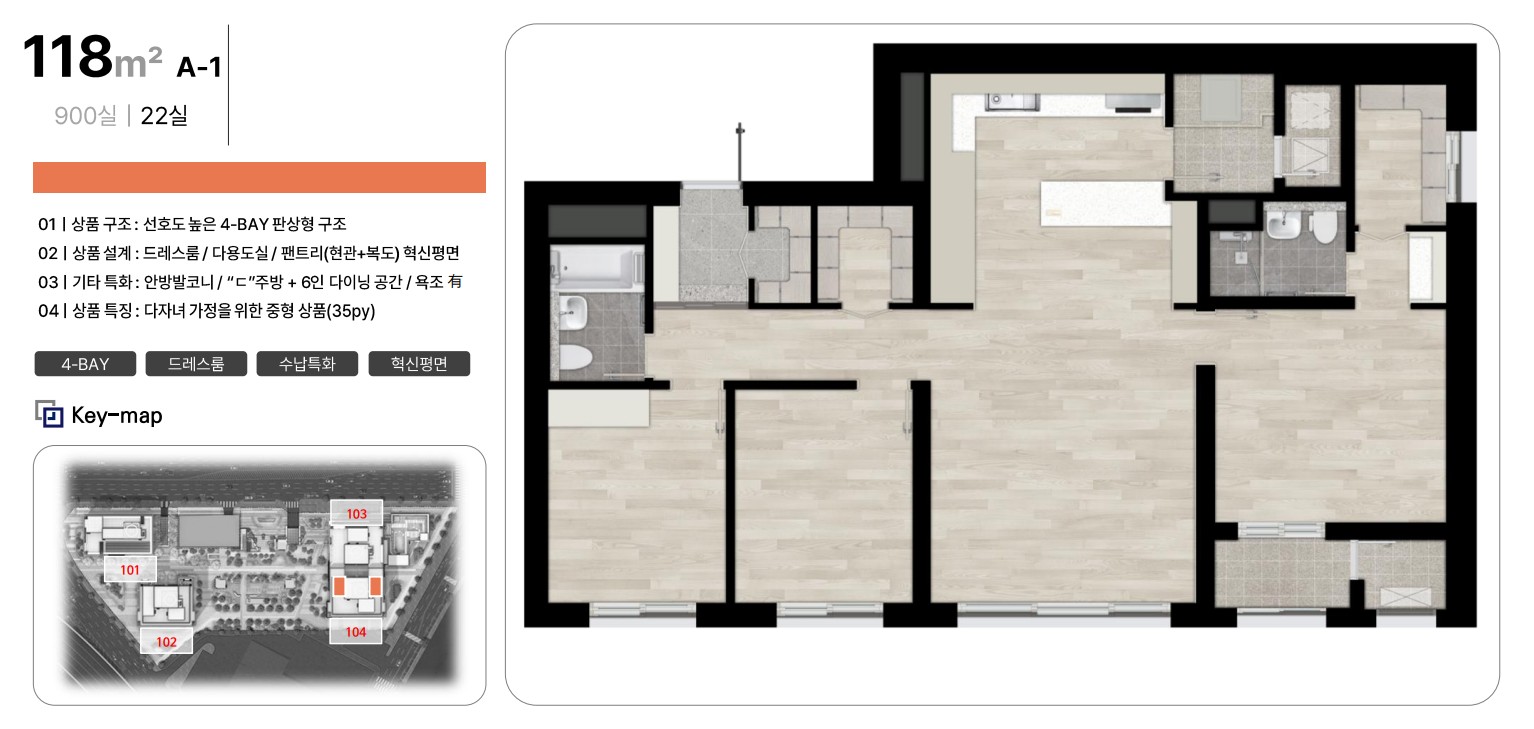 118m² A-1
900실 | 22실
01 | 상품 구조 : 선호도 높은 4-BAY 판상형 구조
02 | 상품 설계 : 드레스룸 / 다용도실 / 팬트리(현관+복도) 혁신평면
03 | 기타 특화 : 안방발코니 / “ㄷ”주방 + 6인 다이닝 공간 / 욕조 有
04 | 상품 특징 : 다자녀 가정을 위한 중형 상품(35py)
4-BAY 드레스룸 수납특화 혁신평면
Key-map
103
101
104
102